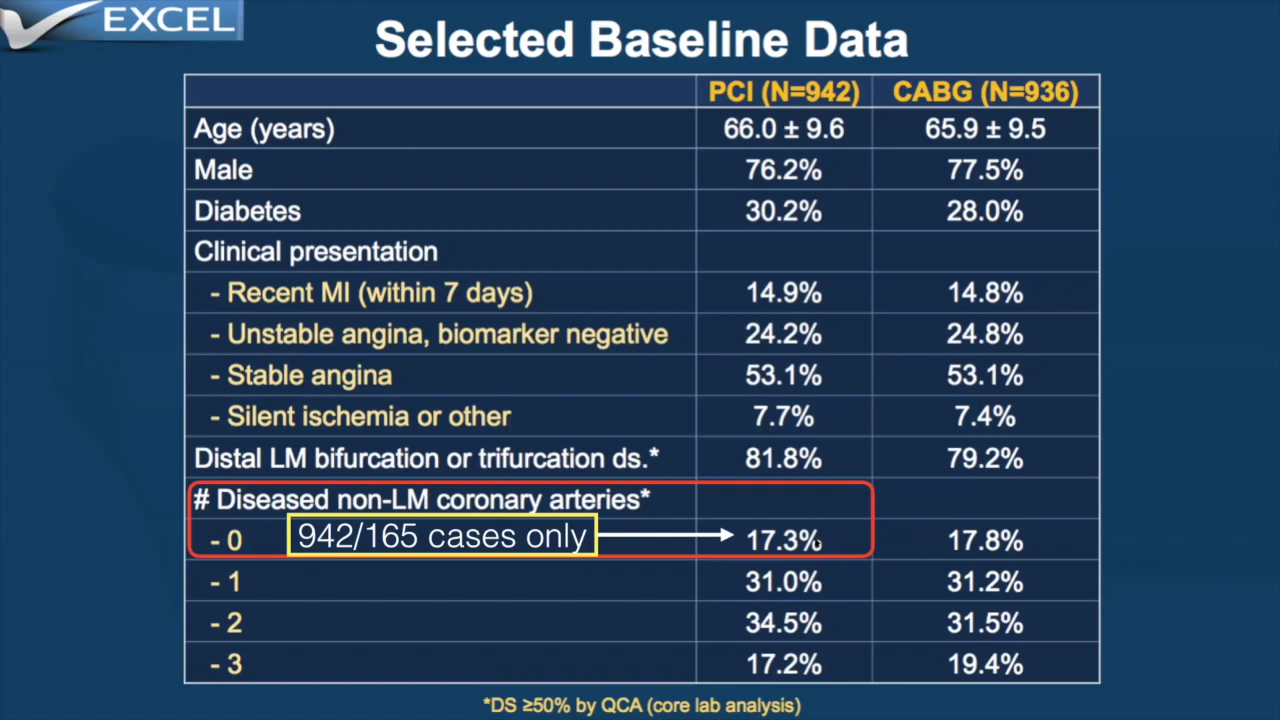 EXCEL
Selected Baseline Data
PCI (N=942) CABG (N=936)
Age (years) 66.0 ± 9.6 65.9 ± 9.5
Male 76.2% 77.5%
Diabetes 30.2% 28.0%
Clinical presentation
- Recent MI (within 7 days) 14.9% 14.8%
- Unstable angina, biomarker negative 24.2% 24.8%
- Stable angina 53.1% 53.1%
- Silent ischemia or other 7.7% 7.4%
Distal LM bifurcation or trifurcation ds.* 81.8% 79.2%
# Diseased non-LM coronary arteries*
- 0 942/165 cases only 17.3% 17.8%
- 1 31.0% 31.2%
- 2 34.5% 31.5%
- 3 17.2% 19.4%
*DS ≥50% by QCA (core lab analysis)